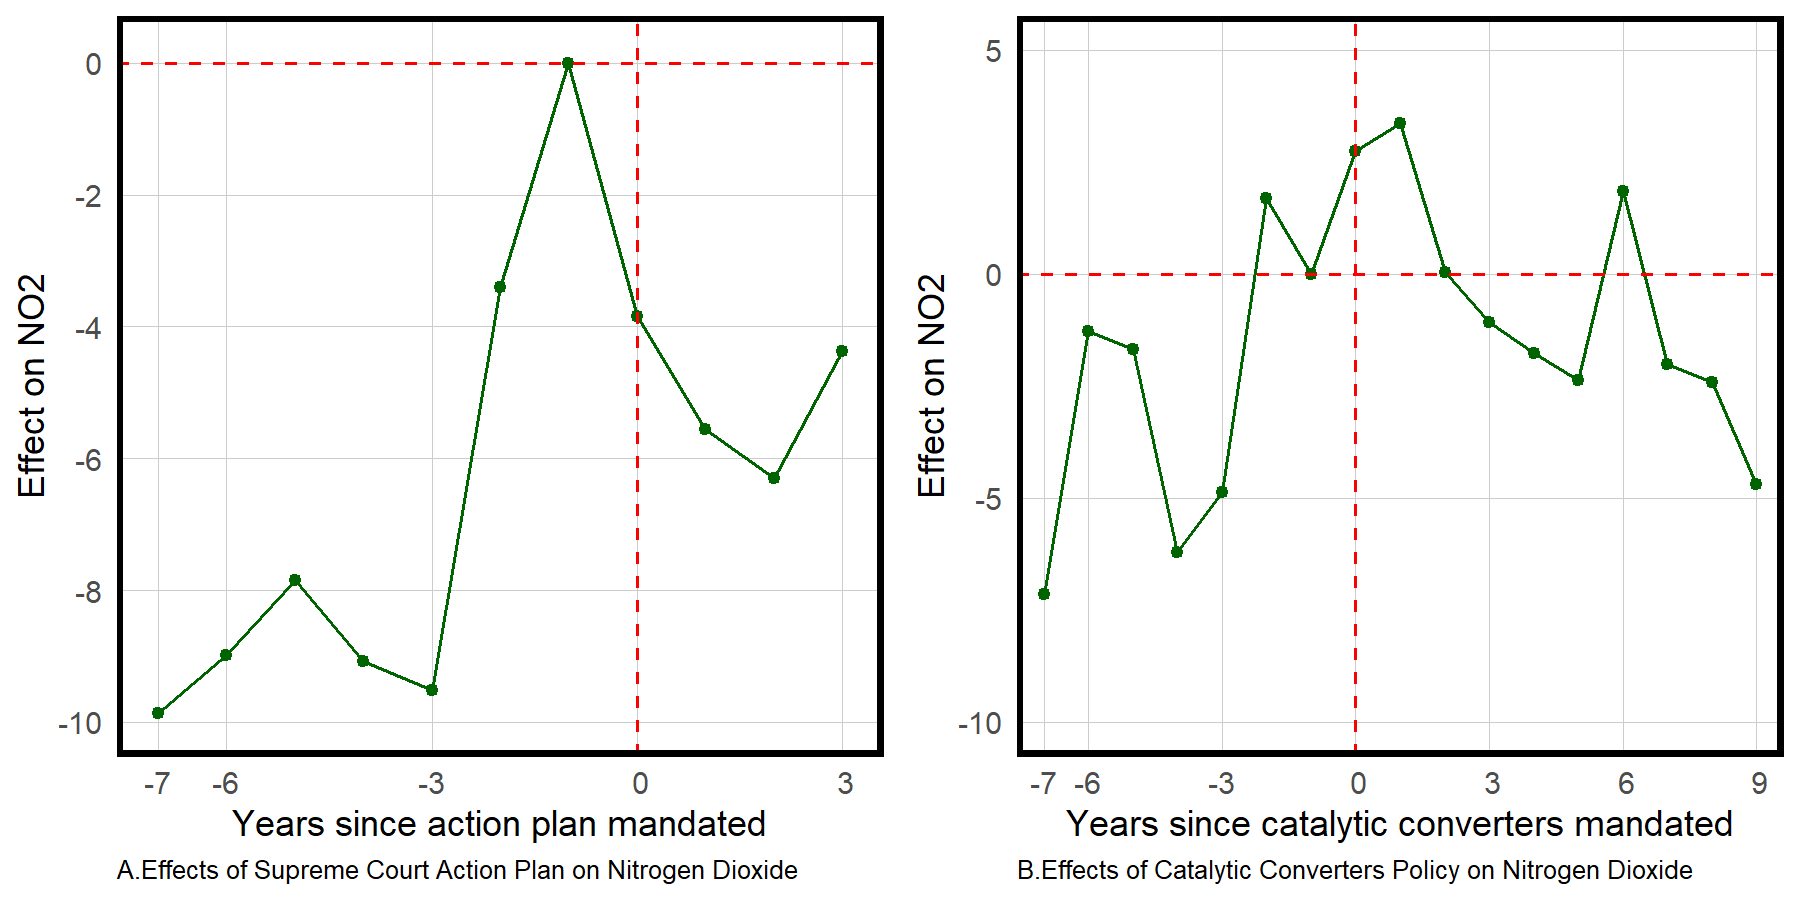 0
-2
-4
-6
-8
-10
Effect on NO2
-7 -6 -3 0 3
Years since action plan mandated
A.Effects of Supreme Court Action Plan on Nitrogen Dioxide
5
0
-5
-10
Effect on NO2
-7 -6 -3 0 3 6 9
Years since catalytic converters mandated
B.Effects of Catalytic Converters Policy on Nitrogen Dioxide